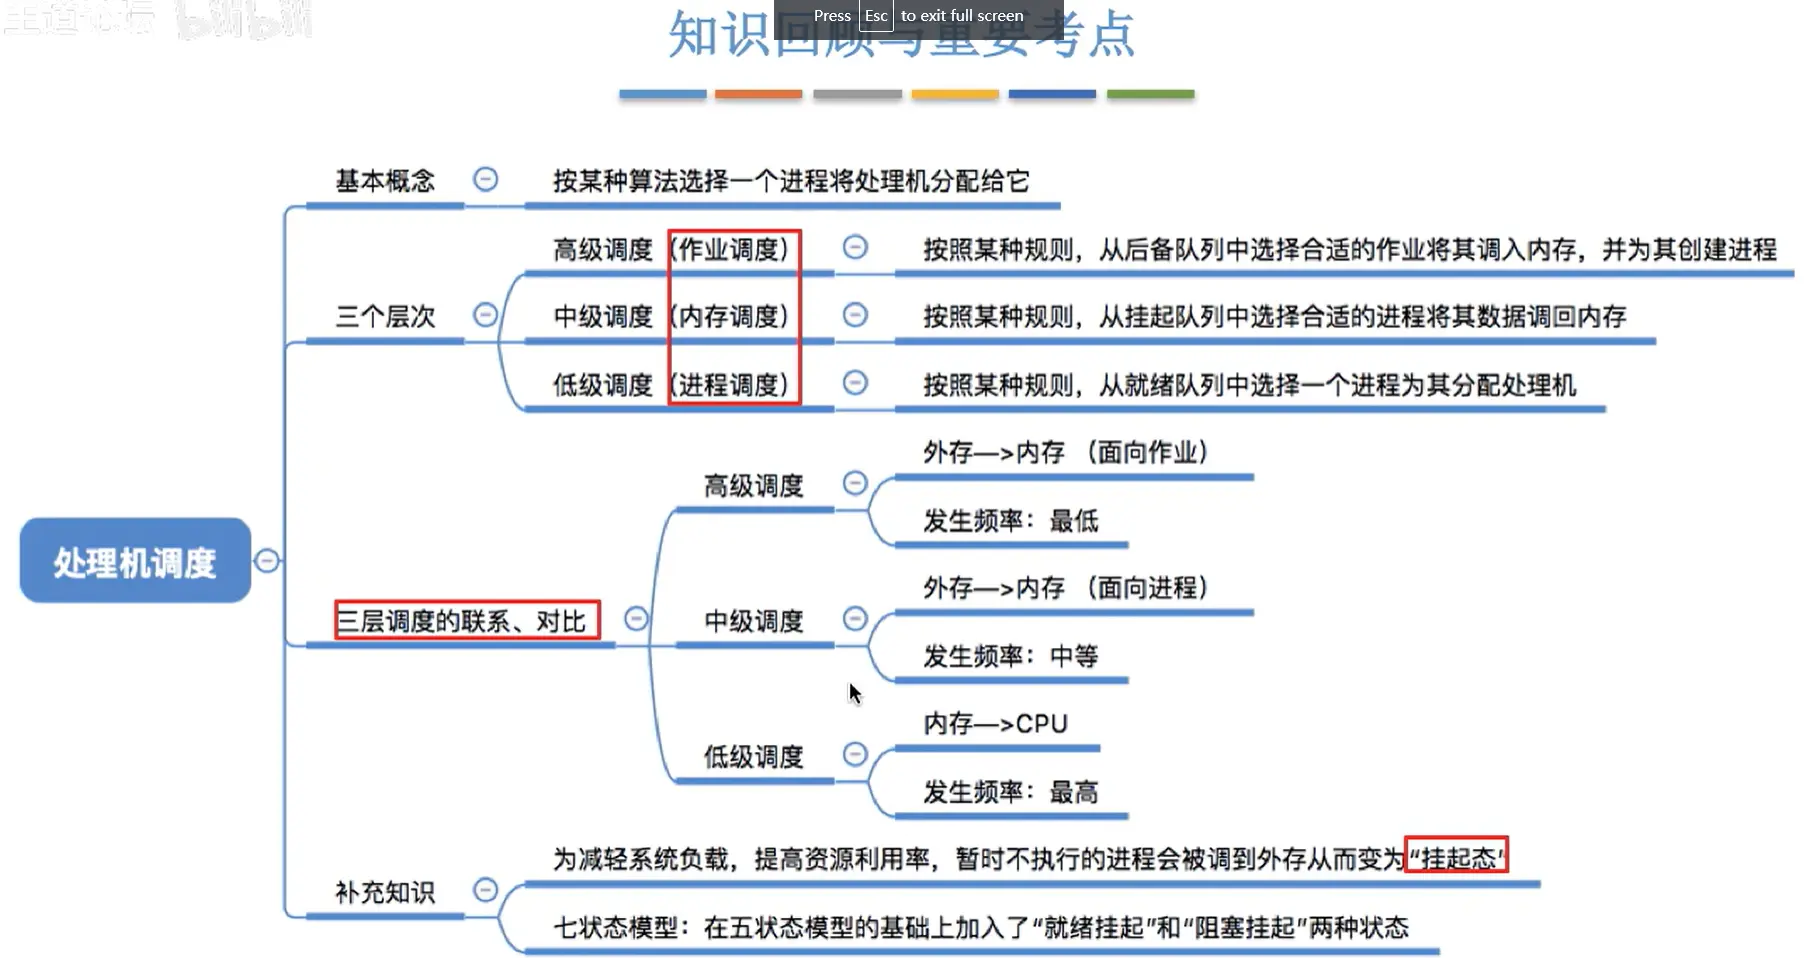 王道论坛 bilibili
Press Esc to exit full screen
知识回顾与重要考点
基本概念
按某种算法选择一个进程将处理机分配给它
三个层次
高级调度（作业调度）
按照某种规则，从后备队列中选择合适的作业将其调入内存，并为其创建进程
中级调度（内存调度）
按照某种规则，从挂起队列中选择合适的进程将其数据调回内存
低级调度（进程调度）
按照某种规则，从就绪队列中选择一个进程为其分配处理机
处理机调度
三层调度的联系、对比
高级调度
外存—>内存 （面向作业）
发生频率：最低
中级调度
外存—>内存 （面向进程）
发生频率：中等
低级调度
内存—>CPU
发生频率：最高
补充知识
为减轻系统负载，提高资源利用率，暂时不执行的进程会被调到外存从而变为“挂起态”
七状态模型：在五状态模型的基础上加入了“就绪挂起”和“阻塞挂起”两种状态